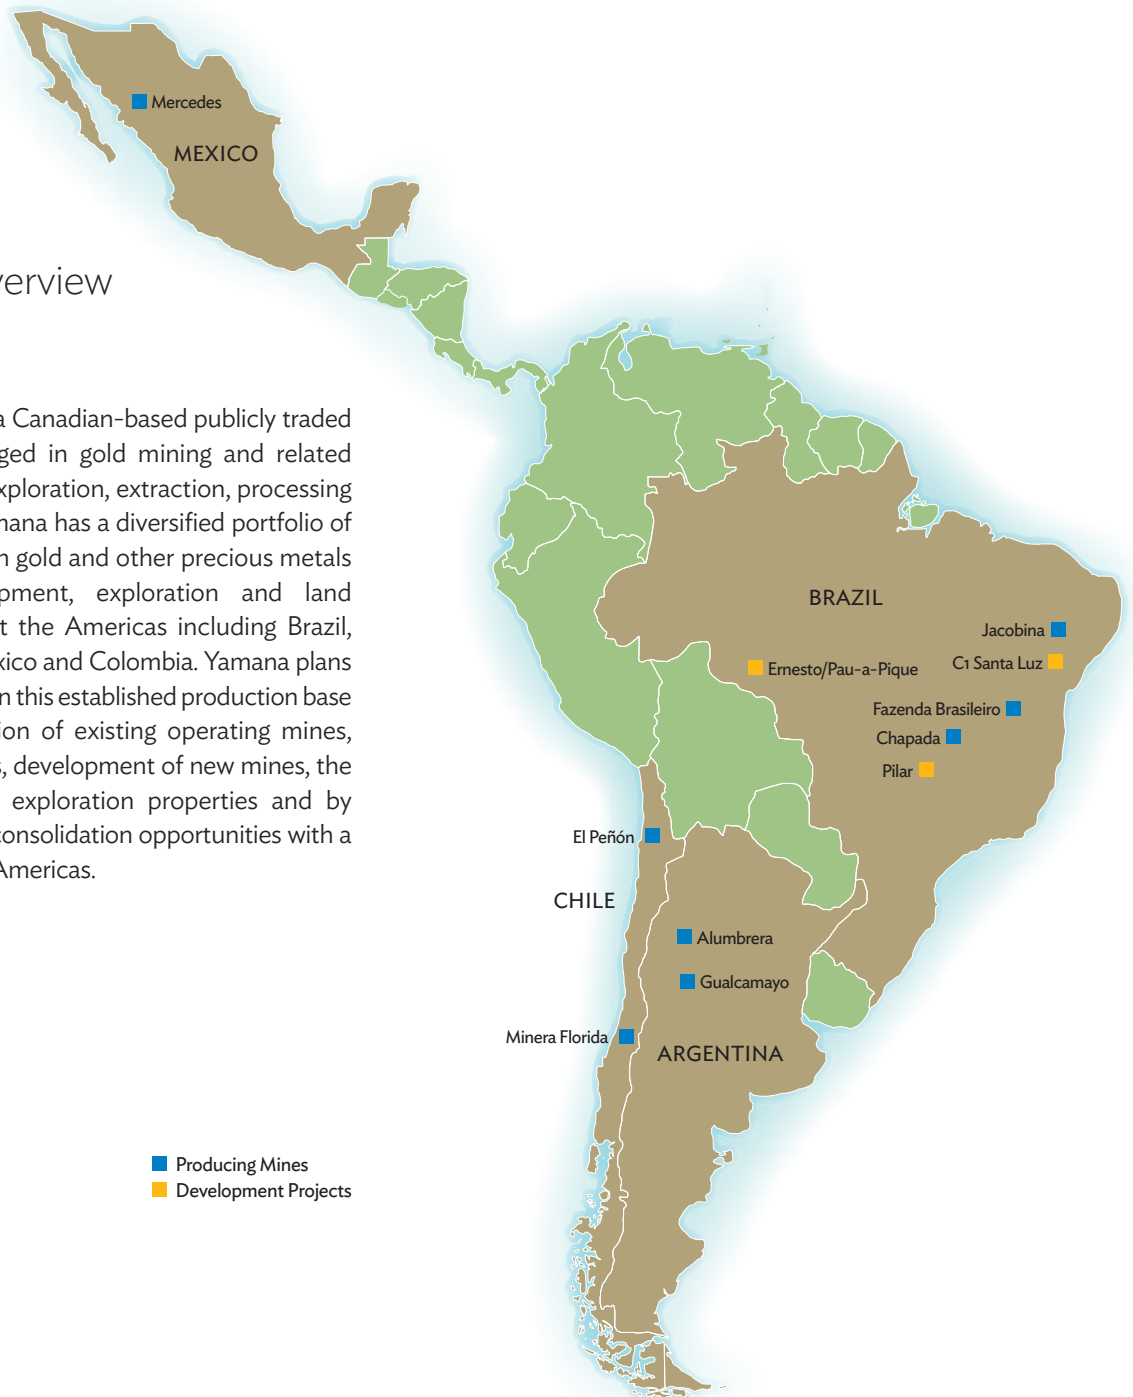 Mercedes
MEXICO
verview
a Canadian-based publicly traded
ged in gold mining and related
xploration, extraction, processing
mana has a diversified portfolio of
n gold and other precious metals
pment, exploration and land
t the Americas including Brazil,
xico and Colombia. Yamana plans
n this established production base
ion of existing operating mines,
s, development of new mines, the
exploration properties and by
consolidation opportunities with a
Americas.
BRAZIL
Jacobina
C1 Santa Luz
Ernesto/Pau-a-Pique
Fazenda Brasileiro
Chapada
Pilar
El Peñón
CHILE
Alumbrera
Gualcamayo
Minera Florida
ARGENTINA
Producing Mines
Development Projects